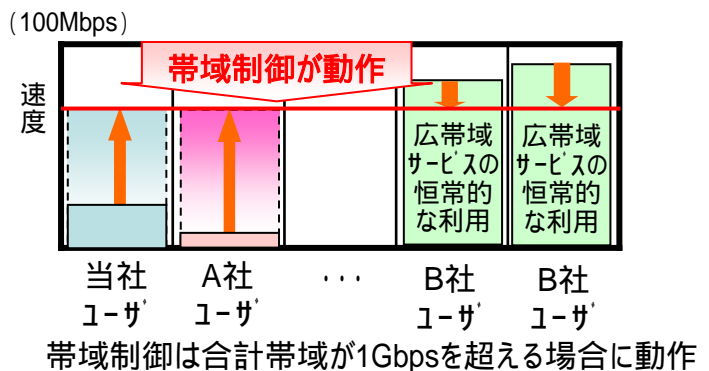 (100Mbps)
帯域制御が動作
速度
広帯域
サービスの
恒常的
な利用
広帯域
サービスの
恒常的
な利用
当社
ユーザ
A社
ユーザ
・・・
B社
ユーザ
B社
ユーザ
帯域制御は合計帯域が1Gbpsを超える場合に動作